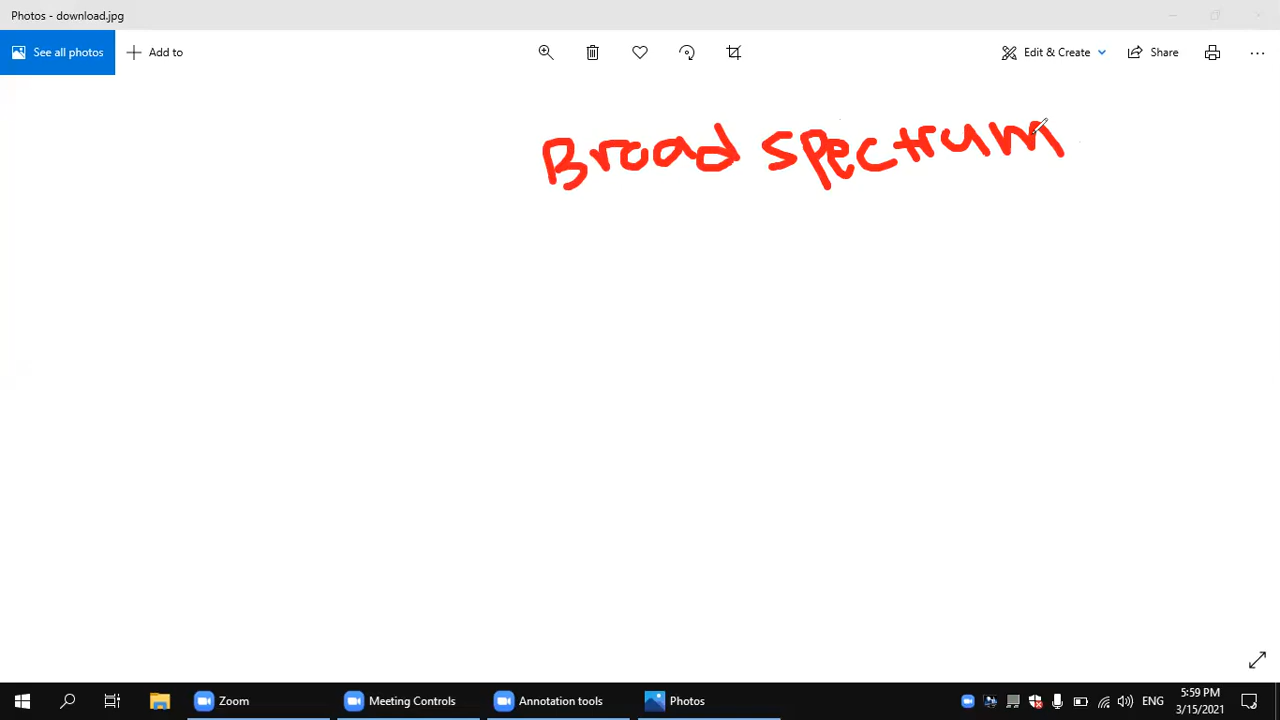 Photos - download.jpg
See all photos
Add to
Edit & Create
Share
Broad spectrum
Zoom
Meeting Controls
Annotation tools
Photos
ENG
5:59 PM
3/15/2021